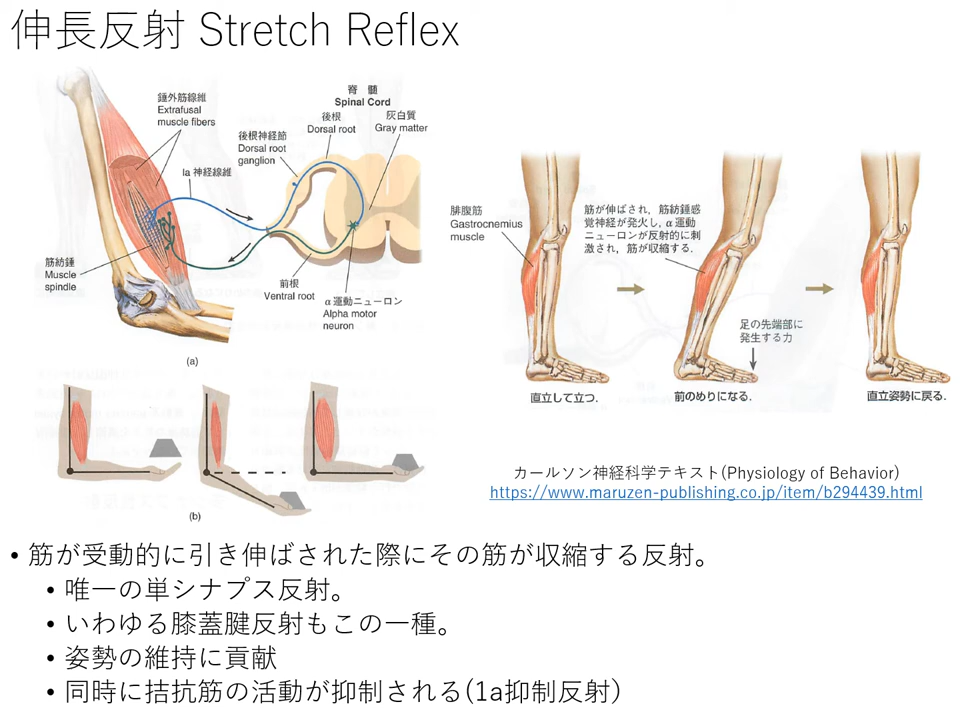 伸長反射 Stretch Reflex
錘外筋線維
Extrafusal
muscle fibers
脊 髄
Spinal Cord
後根
Dorsal root
灰白質
Gray matter
後根神経節
Dorsal root
ganglion
Ia 神経線維
筋紡錘
Muscle
spindle
前根
Ventral root
α運動ニューロン
Alpha motor
neuron
(a)
(b)
腓腹筋
Gastrocnemius
muscle
筋が伸ばされ,筋紡錘感
覚神経が発火し,α運動
ニューロンが反射的に刺
激され,筋が収縮する.
足の先端部に
発生する力
直立して立つ.
前のめりになる.
直立姿勢に戻る.
カールソン神経科学テキスト(Physiology of Behavior)
https://www.maruzen-publishing.co.jp/item/b294439.html
• 筋が受動的に引き伸ばされた際にその筋が収縮する反射。
• 唯一の単シナプス反射。
• いわゆる膝蓋腱反射もこの一種。
• 姿勢の維持に貢献
• 同時に拮抗筋の活動が抑制される(1a抑制反射)